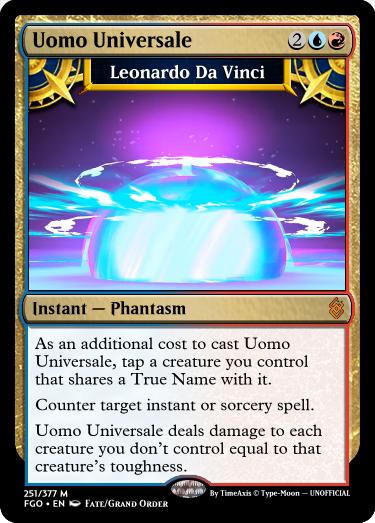 Uomo Universale 2
Leonardo Da Vinci
Instant — Phantasm
As an additional cost to cast Uomo
Universale, tap a creature you control
that shares a True Name with it.
Counter target instant or sorcery spell.
Uomo Universale deals damage to each
creature you don't control equal to that
creature's toughness.
251/377 M
FGO • EN Fate/Grand Order
By TimeAxis © Type-Moon — UNOFFICIAL